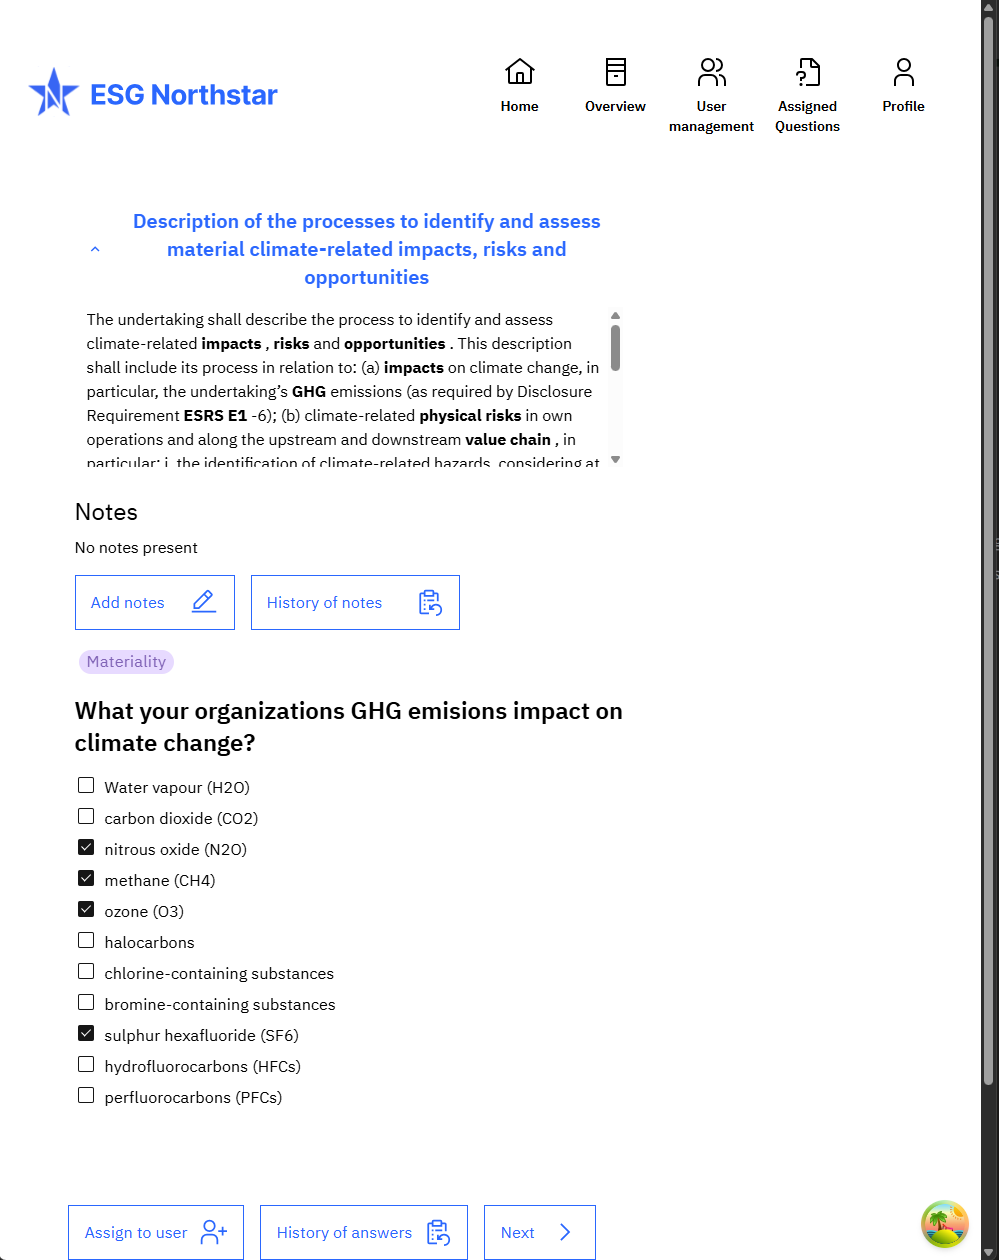 ESG Northstar
Home
Overview
User
management
Assigned
Questions
Profile
Description of the processes to identify and assess
material climate-related impacts, risks and
opportunities
The undertaking shall describe the process to identify and assess
climate-related impacts , risks and opportunities . This description
shall include its process in relation to: (a) impacts on climate change, in
particular, the undertaking’s GHG emissions (as required by Disclosure
Requirement ESRS E1 -6); (b) climate-related physical risks in own
operations and along the upstream and downstream value chain , in
particular: i. the identification of climate-related hazards, considering at
Notes
No notes present
Add notes
History of notes
Materiality
What your organizations GHG emisions impact on
climate change?
Water vapour (H2O)
carbon dioxide (CO2)
nitrous oxide (N2O)
methane (CH4)
ozone (O3)
halocarbons
chlorine-containing substances
bromine-containing substances
sulphur hexafluoride (SF6)
hydrofluorocarbons (HFCs)
perfluorocarbons (PFCs)
Assign to user
History of answers
Next